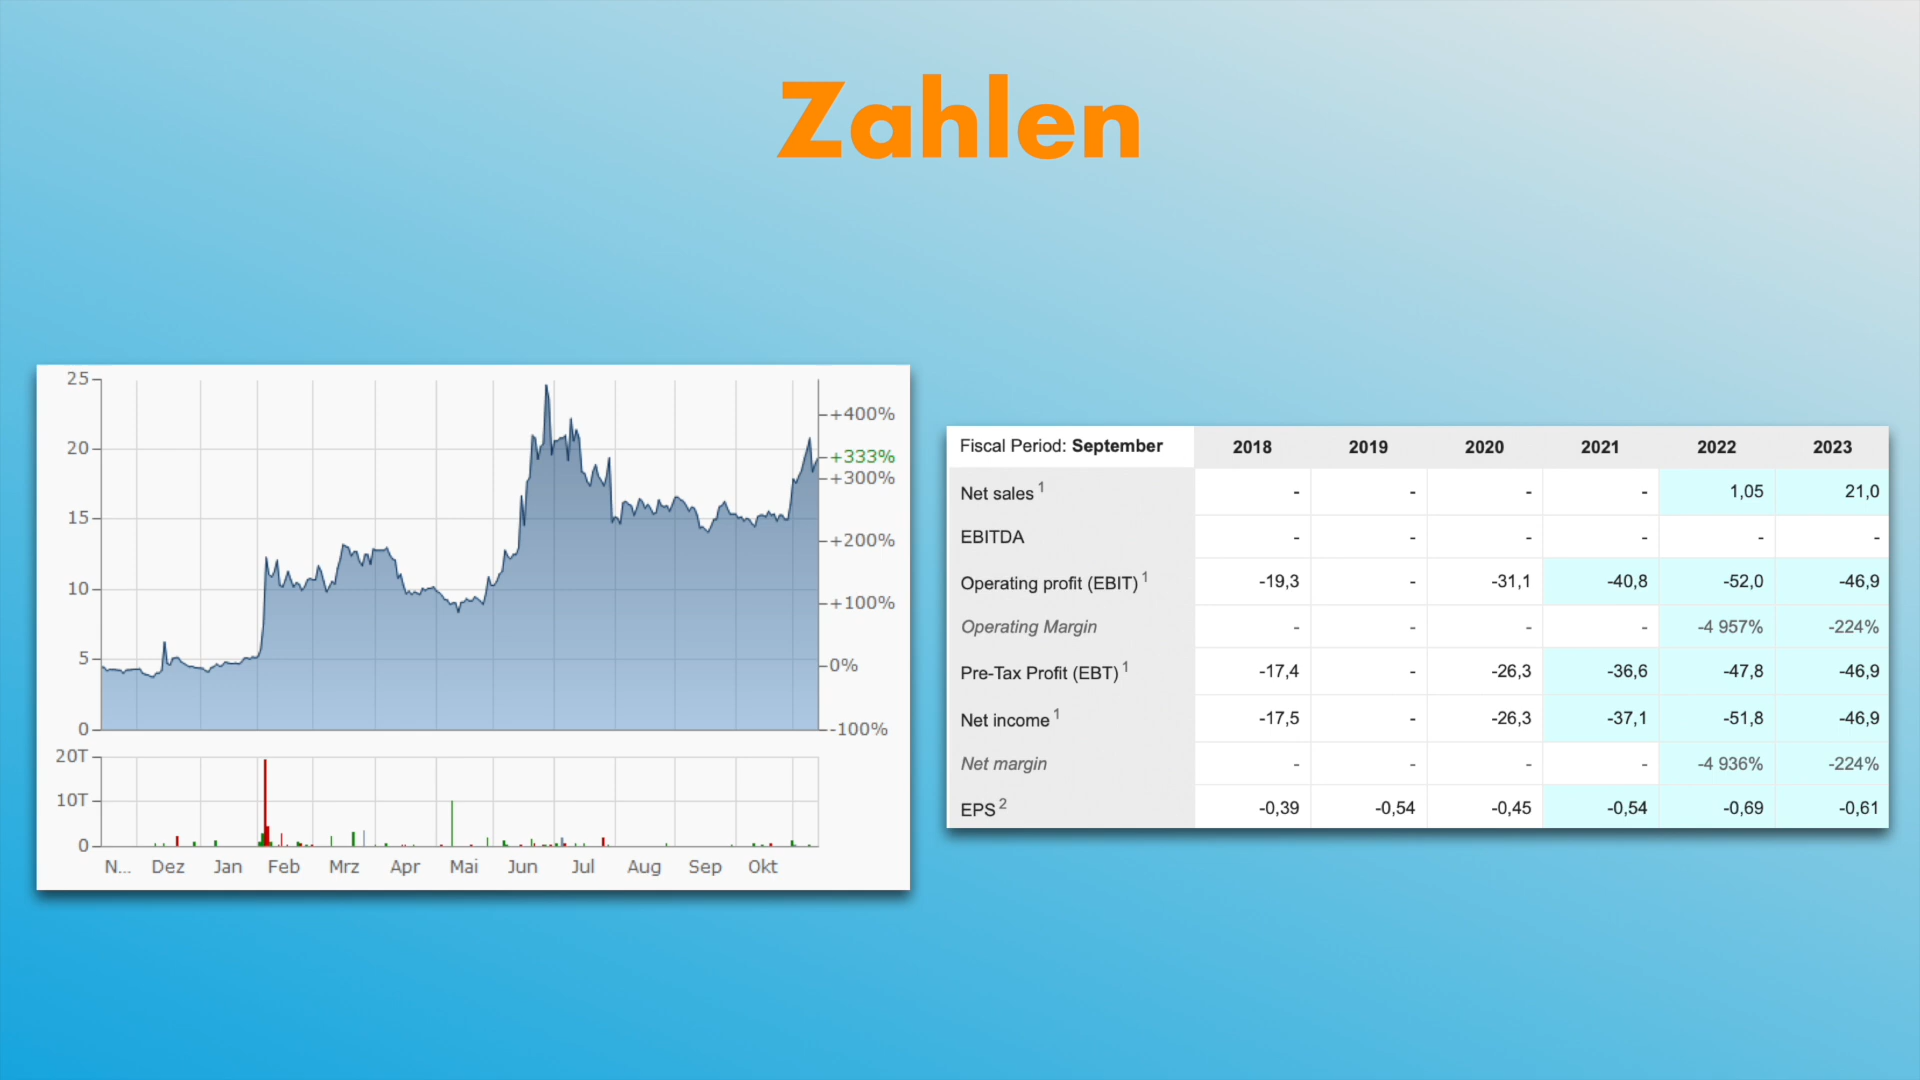 Zahlen
25
20
15
10
5
0
+400%
+333%
+300%
+200%
+100%
0%
-100%
20T
10T
0
N... Dez Jan Feb Mrz Apr Mai Jun Jul Aug Sep Okt
Fiscal Period: September 2018 2019 2020 2021 2022 2023
Net sales 1 - - - - 1,05 21,0
EBITDA - - - - - -
Operating profit (EBIT) 1 -19,3 - -31,1 -40,8 -52,0 -46,9
Operating Margin - - - - -4 957% -224%
Pre-Tax Profit (EBT) 1 -17,4 - -26,3 -36,6 -47,8 -46,9
Net income 1 -17,5 - -26,3 -37,1 -51,8 -46,9
Net margin - - - - -4 936% -224%
EPS 2 -0,39 -0,54 -0,45 -0,54 -0,69 -0,61